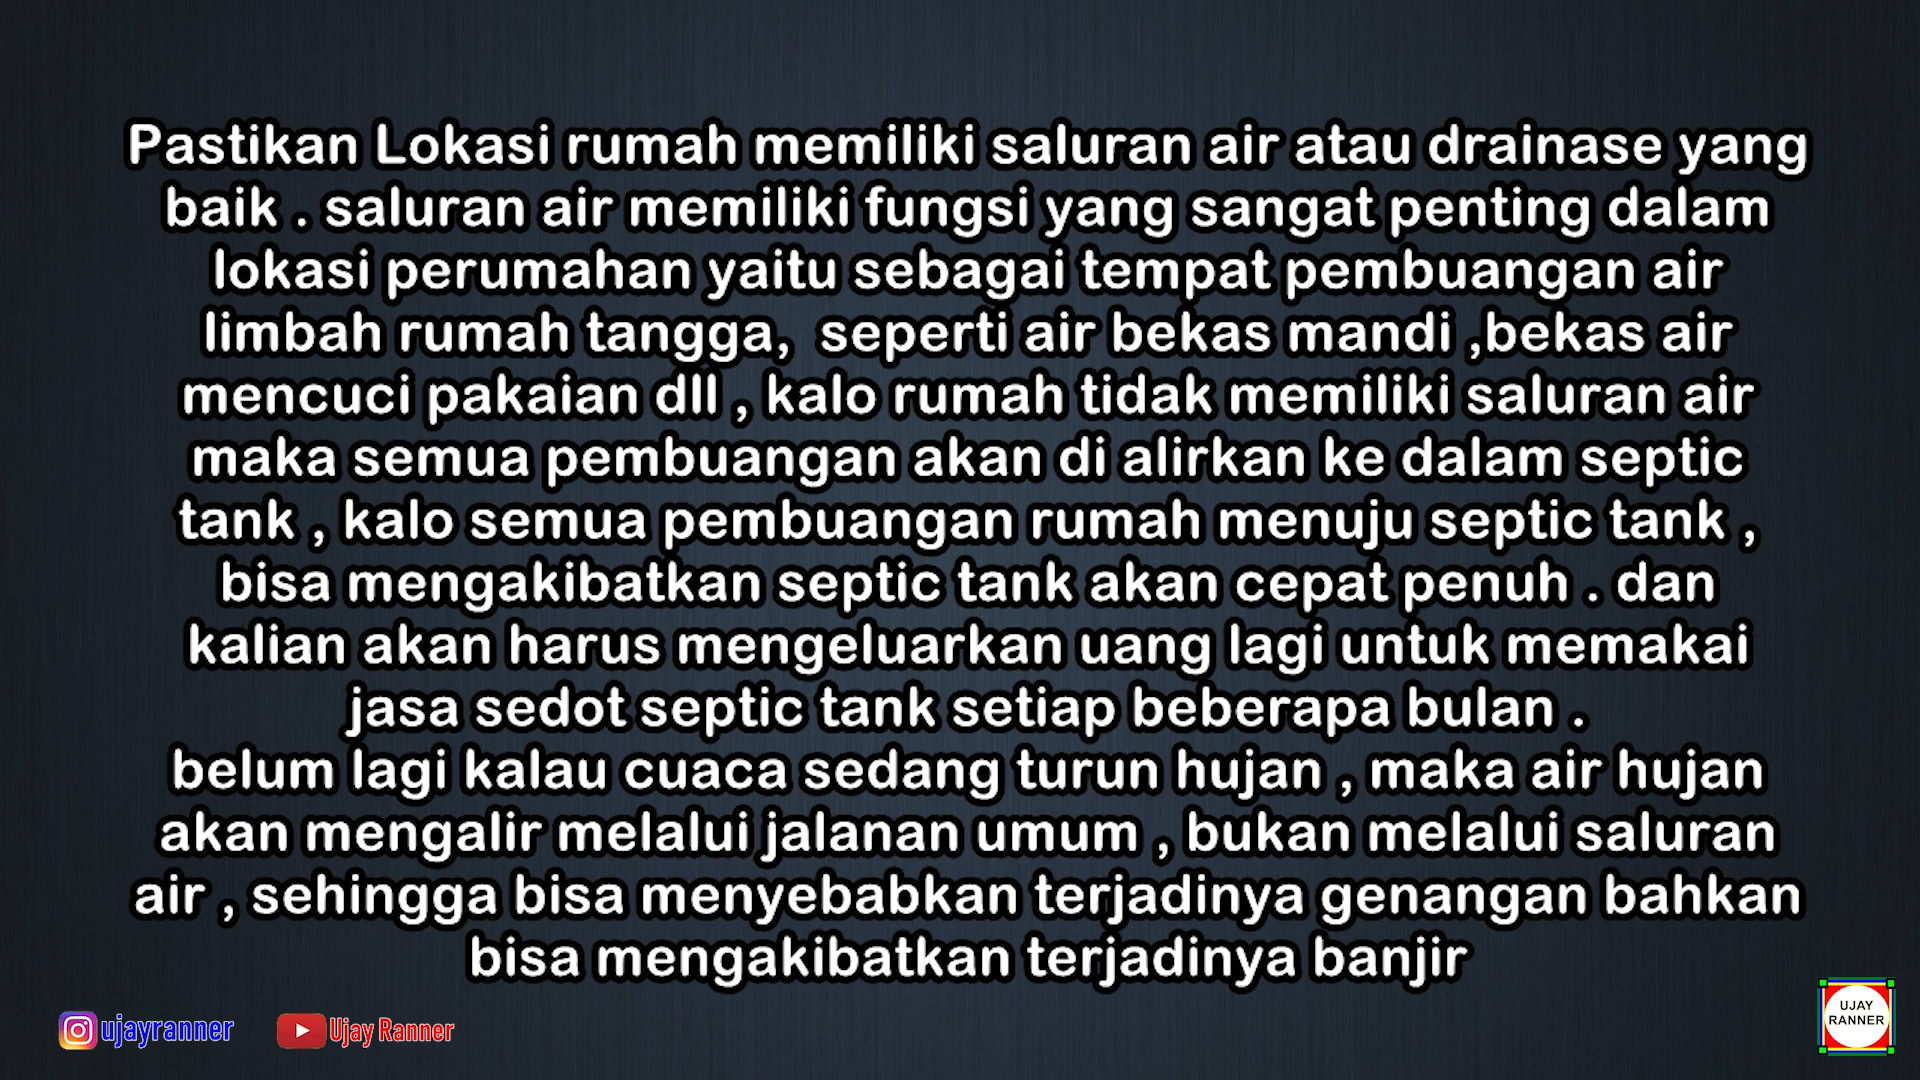 Pastikan Lokasi rumah memiliki saluran air atau drainase yang
baik . saluran air memiliki fungsi yang sangat penting dalam
lokasi perumahan yaitu sebagai tempat pembuangan air
limbah rumah tangga,  seperti air bekas mandi ,bekas air
mencuci pakaian dll , kalo rumah tidak memiliki saluran air
maka semua pembuangan akan di alirkan ke dalam septic
tank , kalo semua pembuangan rumah menuju septic tank ,
bisa mengakibatkan septic tank akan cepat penuh . dan
kalian akan harus mengeluarkan uang lagi untuk memakai
jasa sedot septic tank setiap beberapa bulan .
belum lagi kalau cuaca sedang turun hujan , maka air hujan
akan mengalir melalui jalanan umum , bukan melalui saluran
air , sehingga bisa menyebabkan terjadinya genangan bahkan
bisa mengakibatkan terjadinya banjir
ujayranner
Ujay Ranner
UJAY
RANNER